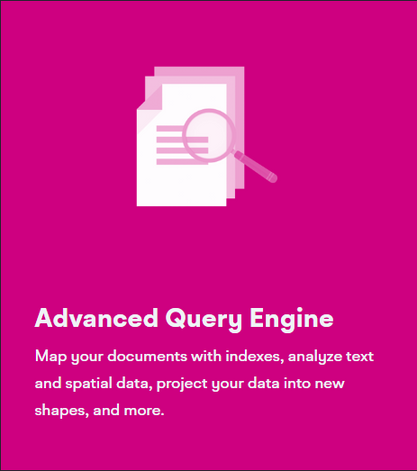 Advanced Query Engine
Map your documents with indexes, analyze text
and spatial data, project your data into new
shapes, and more.